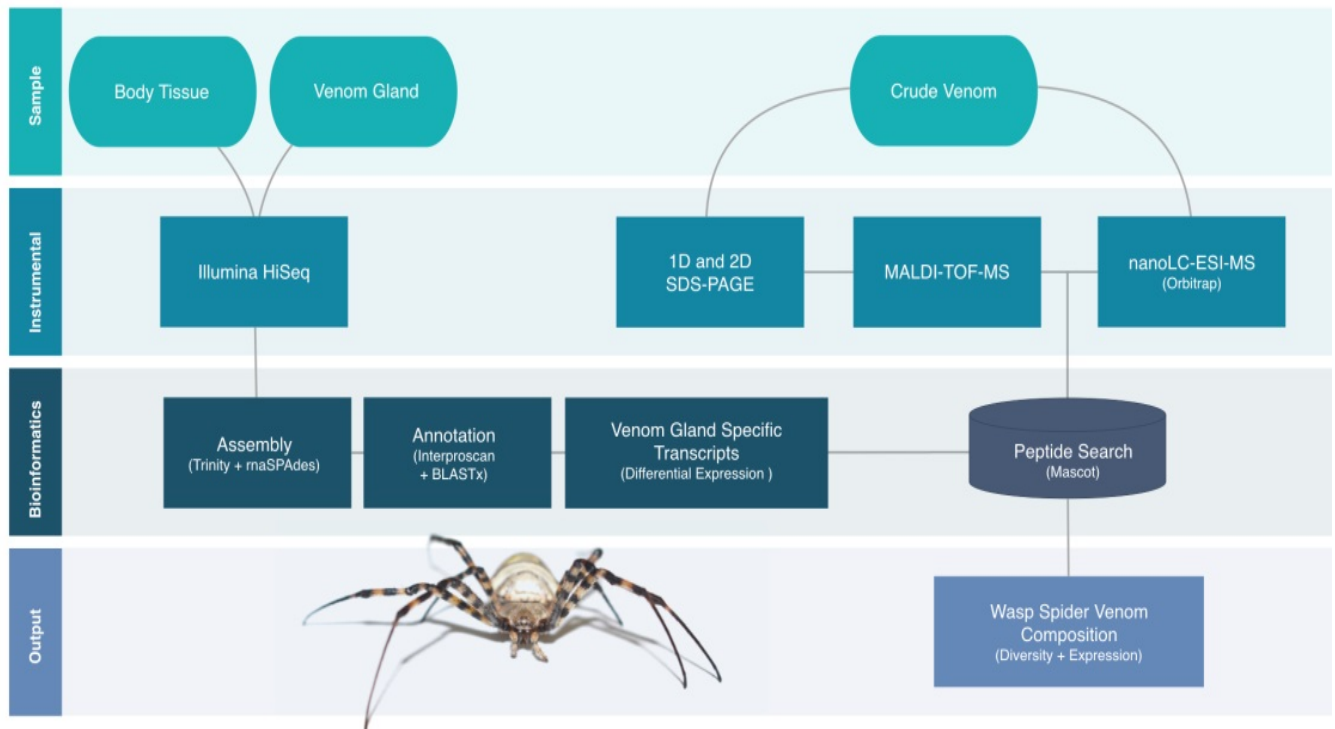 Sample
Body Tissue
Venom Gland
Crude Venom
Instrumental
Illumina HiSeq
1D and 2D
SDS-PAGE
MALDI-TOF-MS
nanoLC-ESI-MS
(Orbitrap)
Bioinformatics
Assembly
(Trinity + rnaSPAdes)
Annotation
(Interproscan
+ BLASTx)
Venom Gland Specific
Transcripts
(Differential Expression )
Peptide Search
(Mascot)
Output
Wasp Spider Venom
Composition
(Diversity + Expression)